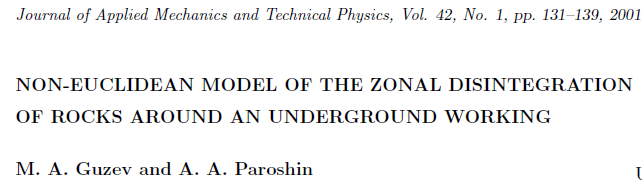 Journal of Applied Mechanics and Technical Physics, Vol. 42, No. 1, pp. 131–139, 2001
NON-EUCLIDEAN MODEL OF THE ZONAL DISINTEGRATION
OF ROCKS AROUND AN UNDERGROUND WORKING
M. A. Guzev and A. A. Paroshin